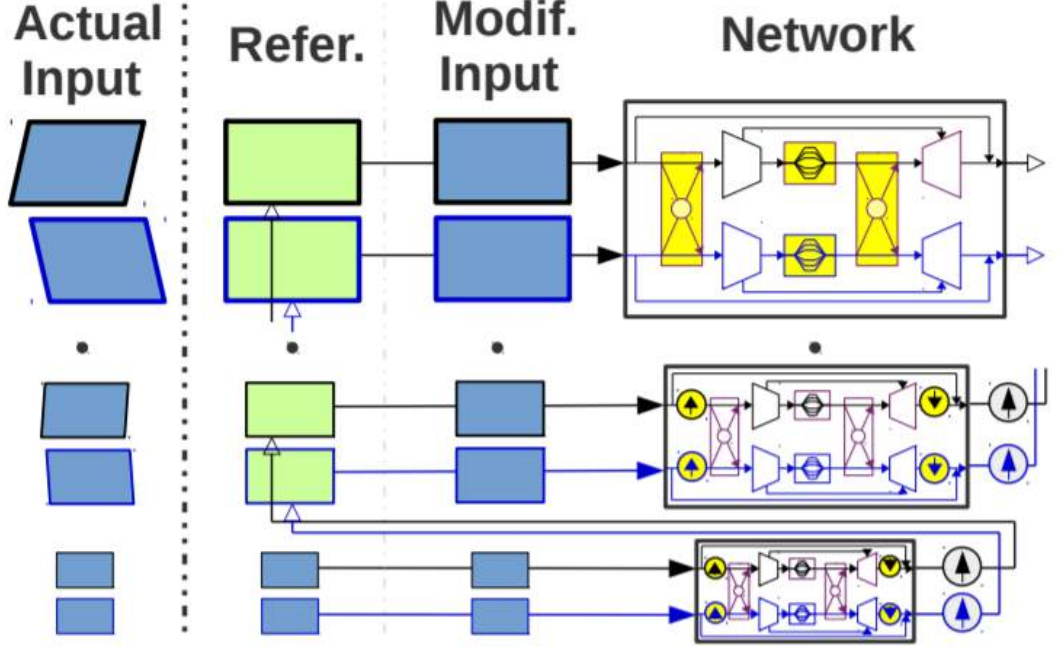 Actual
Input
Refer.
Modif.
Input
Network